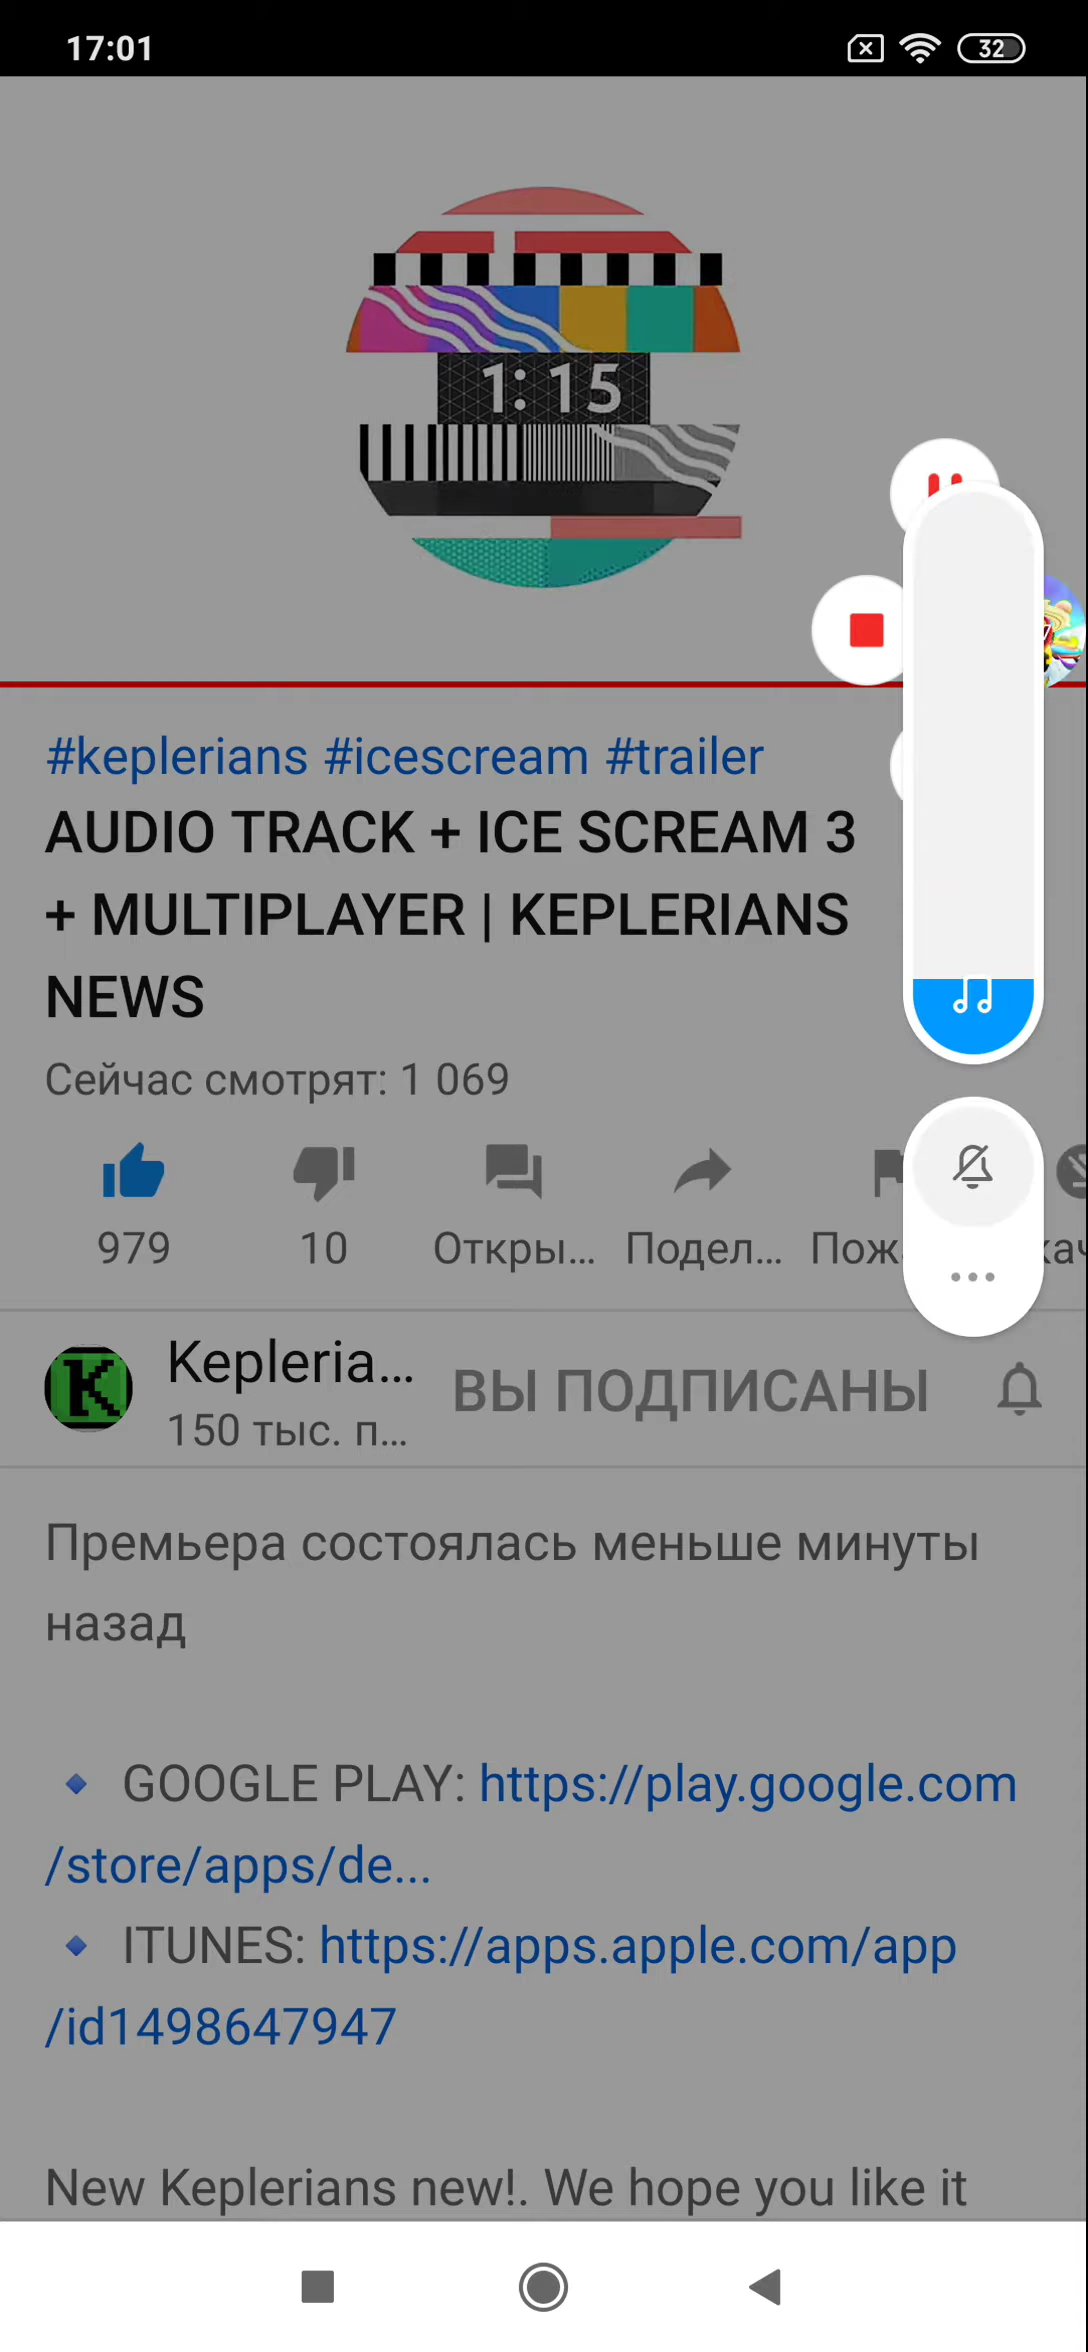 17:01
32
1: 15
#keplerians #icescream #trailer
AUDIO TRACK + ICE SCREAM 3
+ MULTIPLAYER | KEPLERIANS
NEWS
Сейчас смотрят: 1 069
979
10
Откры...
Подел...
Пож
кач
Kepleria...
150 тыс. п...
ВЫ ПОДПИСАНЫ
Премьера состоялась меньше минуты
назад
GOOGLE PLAY: https://play.google.com
/store/apps/de...
ITUNES: https://apps.apple.com/app
/id1498647947
New Keplerians new!. We hope you like it